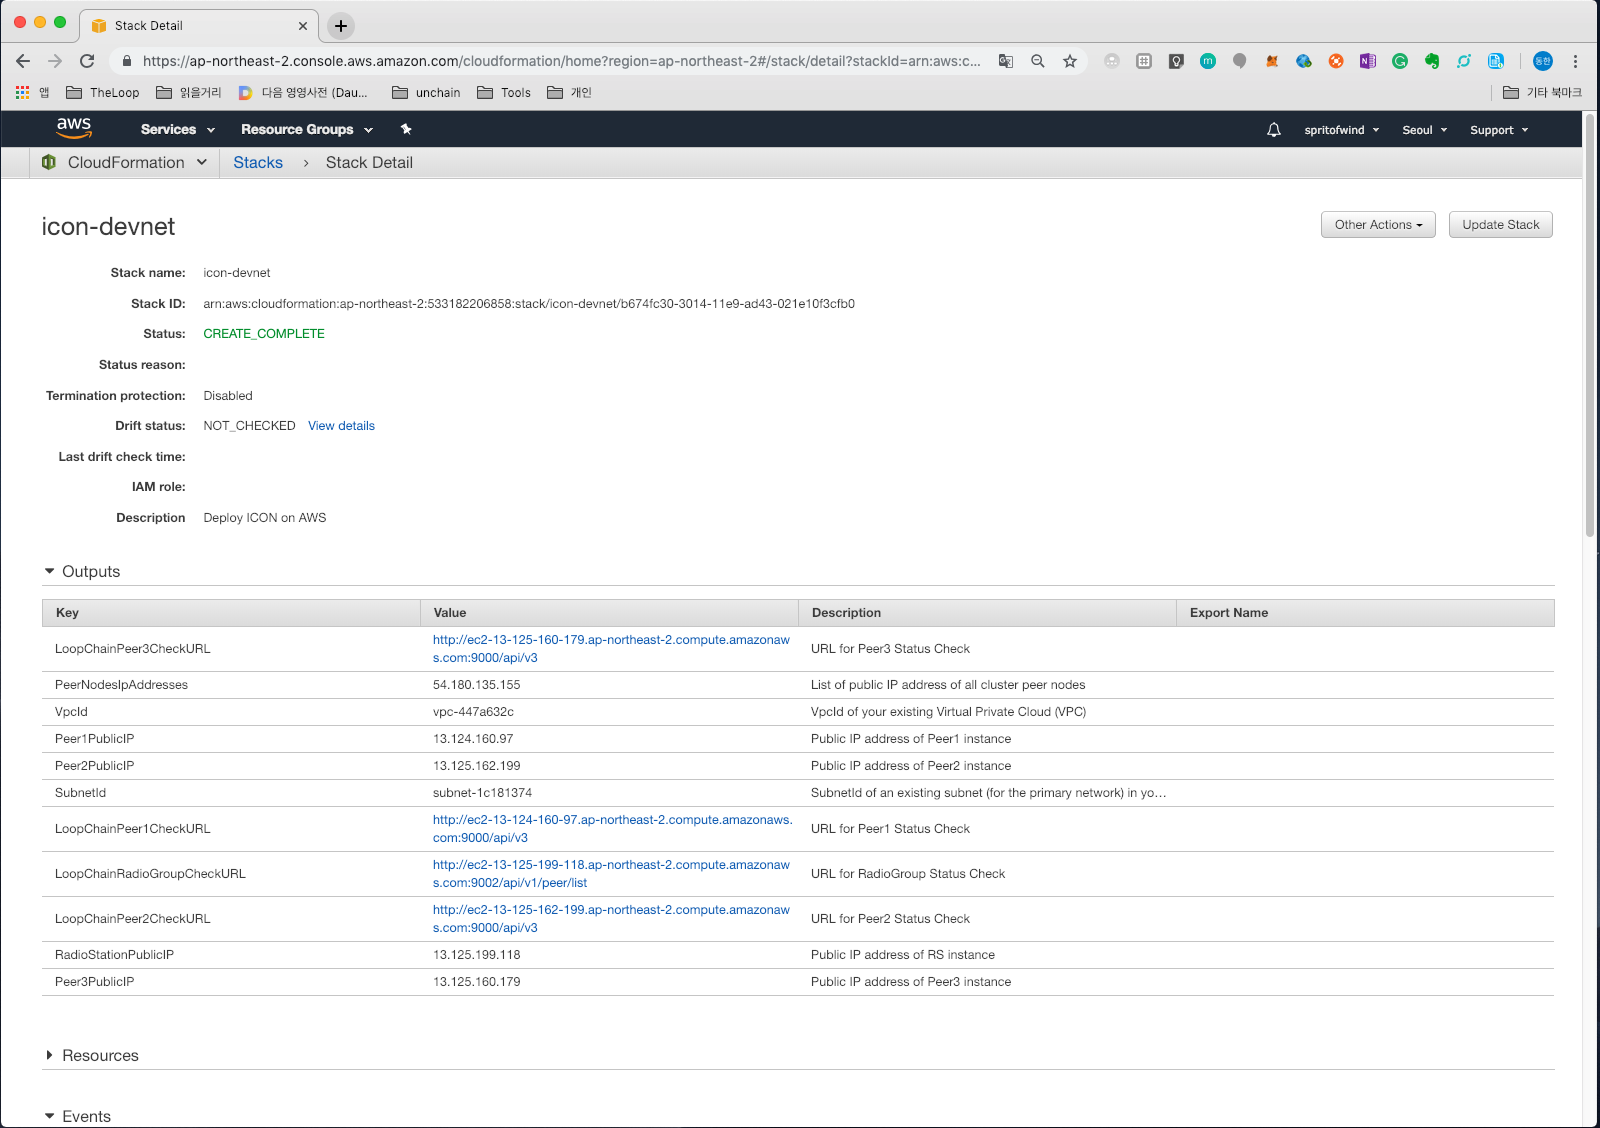 Stack Detail
https://ap-northeast-2.console.aws.amazon.com/cloudformation/home?region=ap-northeast-2#/stack/detail?stackId=arn:aws:c...
앱 TheLoop 읽을거리 다음 영영사전 (Dau... unchain Tools 개인 기타 북마크
aws Services Resource Groups spritofwind Seoul Support
CloudFormation Stacks › Stack Detail
icon-devnet Other Actions Update Stack
Stack name: icon-devnet
Stack ID: arn:aws:cloudformation:ap-northeast-2:533182206858:stack/icon-devnet/b674fc30-3014-11e9-ad43-021e10f3cfb0
Status: CREATE_COMPLETE
Status reason:
Termination protection: Disabled
Drift status: NOT_CHECKED View details
Last drift check time:
IAM role:
Description Deploy ICON on AWS
Outputs
Key Value Description Export Name
LoopChainPeer3CheckURL http://ec2-13-125-160-179.ap-northeast-2.compute.amazonaw URL for Peer3 Status Check
s.com:9000/api/v3
PeerNodesIpAddresses 54.180.135.155 List of public IP address of all cluster peer nodes
VpcId vpc-447a632c VpcId of your existing Virtual Private Cloud (VPC)
Peer1PublicIP 13.124.160.97 Public IP address of Peer1 instance
Peer2PublicIP 13.125.162.199 Public IP address of Peer2 instance
SubnetId subnet-1c181374 SubnetId of an existing subnet (for the primary network) in yo...
LoopChainPeer1CheckURL http://ec2-13-124-160-97.ap-northeast-2.compute.amazonaws. URL for Peer1 Status Check
com:9000/api/v3
LoopChainRadioGroupCheckURL http://ec2-13-125-199-118.ap-northeast-2.compute.amazonaw URL for RadioGroup Status Check
s.com:9002/api/v1/peer/list
LoopChainPeer2CheckURL http://ec2-13-125-162-199.ap-northeast-2.compute.amazonaw URL for Peer2 Status Check
s.com:9000/api/v3
RadioStationPublicIP 13.125.199.118 Public IP address of RS instance
Peer3PublicIP 13.125.160.179 Public IP address of Peer3 instance
Resources
Events